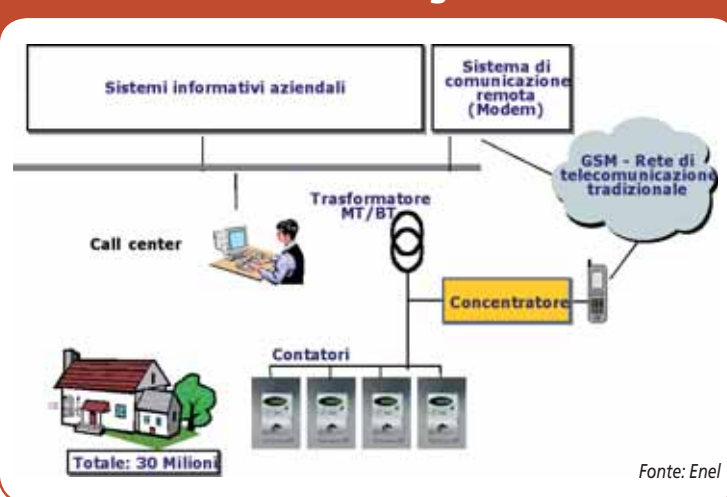 Sistemi informativi aziendali
Sistema di
comunicazione
remota
(Modem)
GSM - Rete di
telecomunicazione
tradizionale
Trasformatore
MT/BT
Call center
Concentratore
Contatori
Totale: 30 Milioni
Fonte: Enel